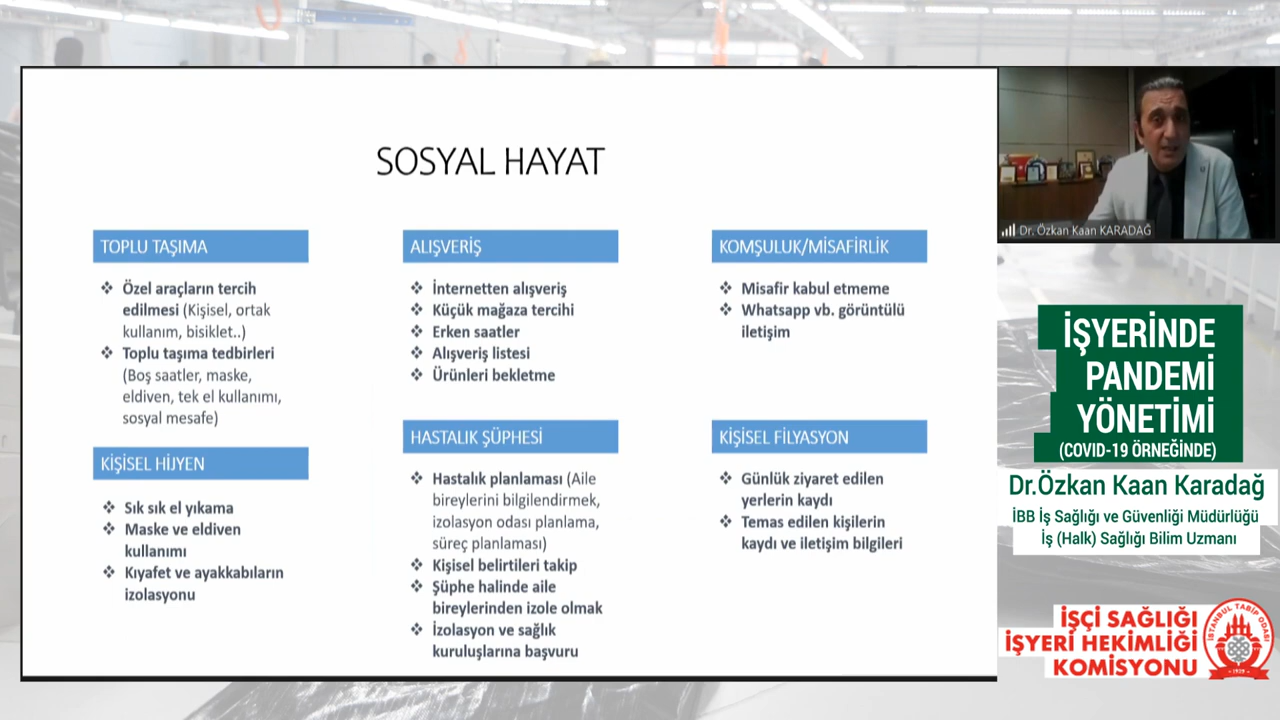 SOSYAL HAYAT
TOPLU TAŞIMA
❖ Özel araçların tercih
edilmesi (Kişisel, ortak
kullanım, bisiklet..)
❖ Toplu taşıma tedbirleri
(Boş saatler, maske,
eldiven, tek el kullanımı,
sosyal mesafe)
KİŞİSEL HİJYEN
❖ Sık sık el yıkama
❖ Maske ve eldiven
kullanımı
❖ Kıyafet ve ayakkabıların
izolasyonu
ALIŞVERİŞ
❖ İnternetten alışveriş
❖ Küçük mağaza tercihi
❖ Erken saatler
❖ Alışveriş listesi
❖ Ürünleri bekletme
HASTALIK ŞÜPHESİ
❖ Hastalık planlaması (Aile
bireylerini bilgilendirmek,
izolasyon odası planlama,
süreç planlaması)
❖ Kişisel belirtileri takip
❖ Şüphe halinde aile
bireylerinden izole olmak
❖ İzolasyon ve sağlık
kuruluşlarına başvuru
KOMŞULUK/MİSAFİRLİK
❖ Misafir kabul etmeme
❖ Whatsapp vb. görüntülü
iletişim
KİŞİSEL FİLYASYON
❖ Günlük ziyaret edilen
yerlerin kaydı
❖ Temas edilen kişilerin
kaydı ve iletişim bilgileri
Dr. Özkan Kaan KARADAĞ
İŞYERİNDE
PANDEMİ
YÖNETİMİ
(COVID-19 ÖRNEĞİNDE)
Dr.Özkan Kaan Karadağ
İBB İş Sağlığı ve Güvenliği Müdürlüğü
İş (Halk) Sağlığı Bilim Uzmanı
İŞÇİ SAĞLIĞI
İŞYERİ HEKİMLİĞİ
KOMİSYONU
İSTANBUL TABİP ODASI
- 1929 -